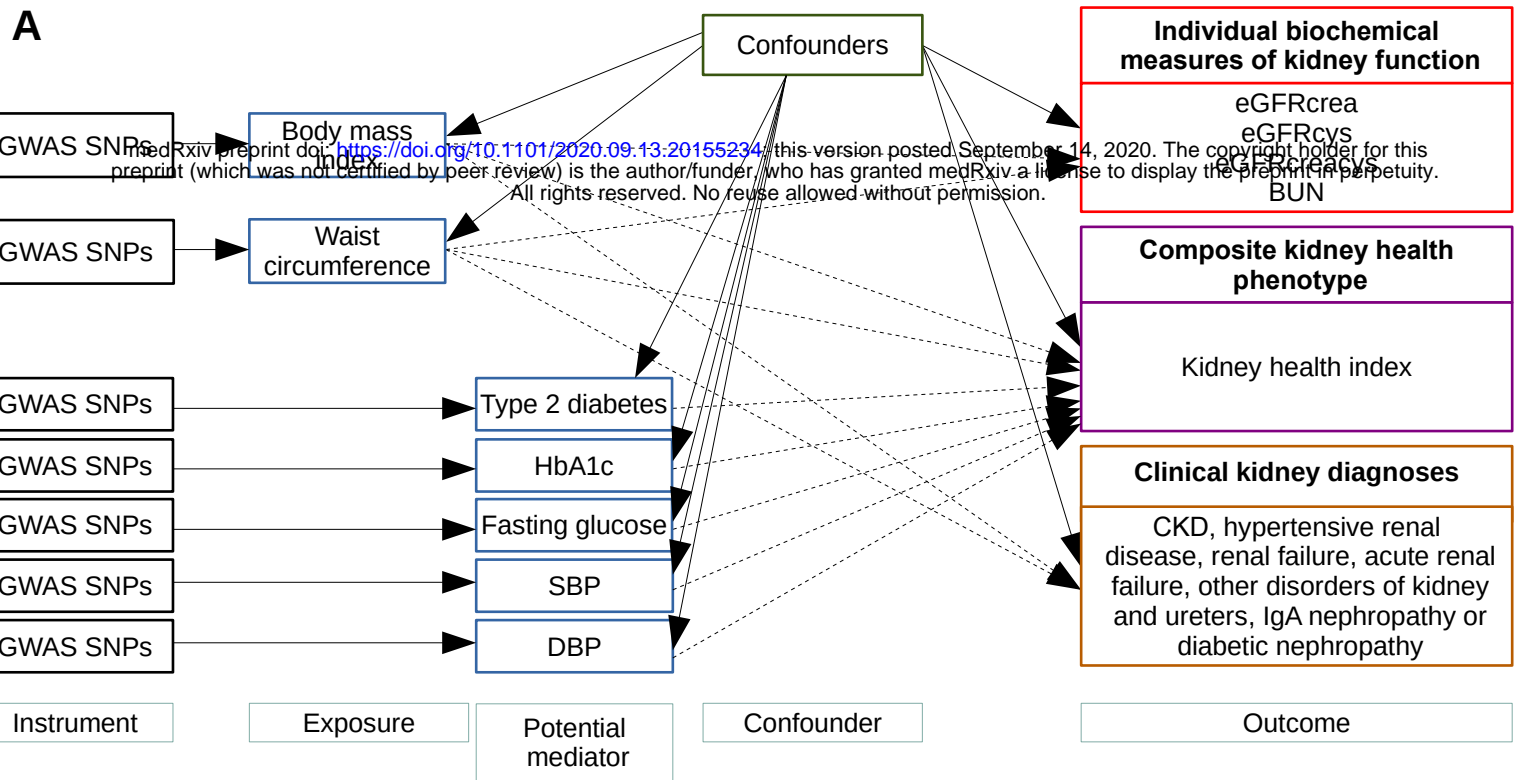 A
Confounders
Individual biochemical
measures of kidney function
eGFRcrea
eGFRcys
eGFRcreacys
BUN
GWAS SNPs
Body mass
index
medRxiv preprint doi: https://doi.org/10.1101/2020.09.13.20155234; this version posted September 14, 2020. The copyright holder for this
preprint (which was not certified by peer review) is the author/funder, who has granted medRxiv a license to display the preprint in perpetuity.
All rights reserved. No reuse allowed without permission.
GWAS SNPs
Waist
circumference
Composite kidney health
phenotype
Kidney health index
GWAS SNPs
Type 2 diabetes
GWAS SNPs
HbA1c
GWAS SNPs
Fasting glucose
GWAS SNPs
SBP
GWAS SNPs
DBP
Clinical kidney diagnoses
CKD, hypertensive renal
disease, renal failure, acute renal
failure, other disorders of kidney
and ureters, IgA nephropathy or
diabetic nephropathy
Instrument
Exposure
Potential
mediator
Confounder
Outcome